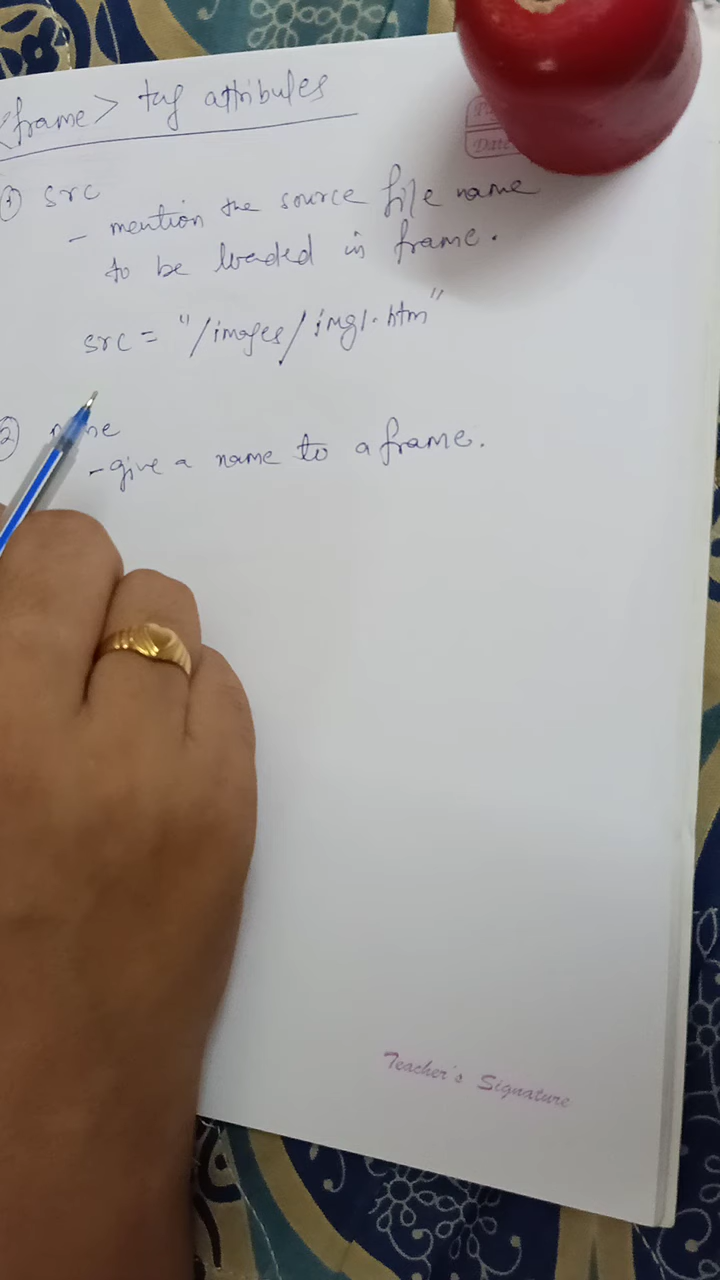 <frame> tag attributes
Date
① src
- mention the source file name
to be loaded in frame.
src = "/images/img1.htm"
②
- give a name to a frame.
Teacher's Signature